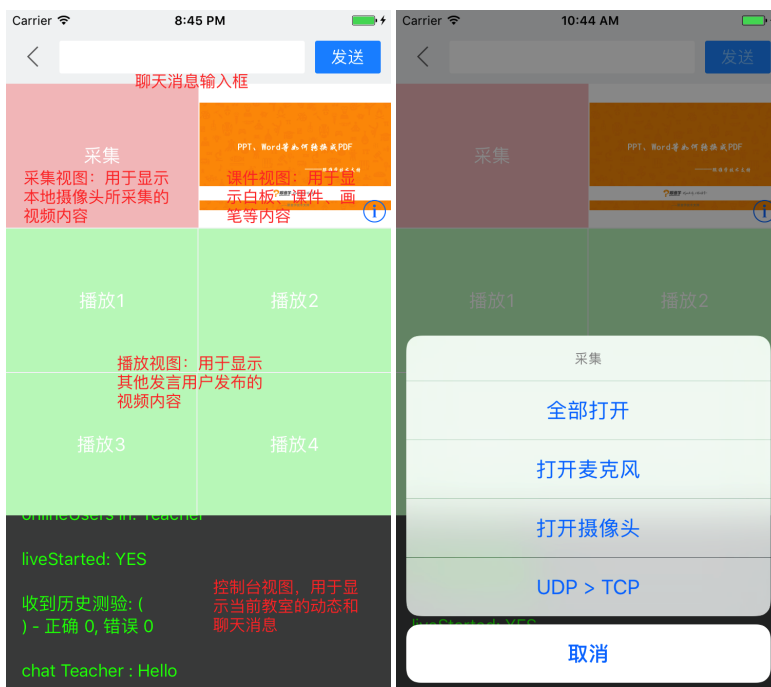 Carrier 8:45 PM
发送
聊天消息输入框
采集
采集视图：用于显示
本地摄像头所采集的
视频内容
PPT、Word等如何转换成PDF
课件视图：用于显
示白板、课件、画
笔等内容
播放1
播放2
播放视图：用于显示
其他发言用户发布的
视频内容
播放3
播放4
onlineUsers in: Teacher
liveStarted: YES
收到历史测验: (
) - 正确 0, 错误 0
chat Teacher : Hello
控制台视图，用于显
示当前教室的动态和
聊天消息
Carrier 10:44 AM
发送
采集
PPT、Word等如何转换成PDF
播放1
播放2
采集
全部打开
打开麦克风
打开摄像头
UDP > TCP
liveStarted: YES
取消